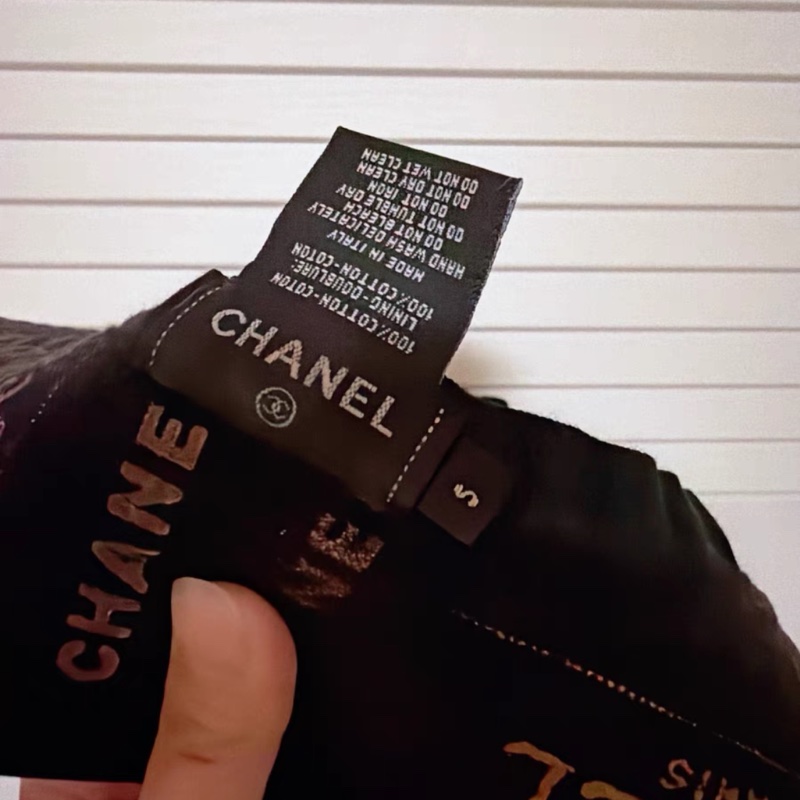 CHANEL
100% COTTON-COTON
LINING-DOUBLURE:
100% COTTON-COTON
MADE IN ITALY
HAND WASH DELICATELY
DO NOT BLEACH
DO NOT TUMBLE DRY
DO NOT IRON
DO NOT DRY CLEAN
DO NOT WET CLEAN
S
CHANE